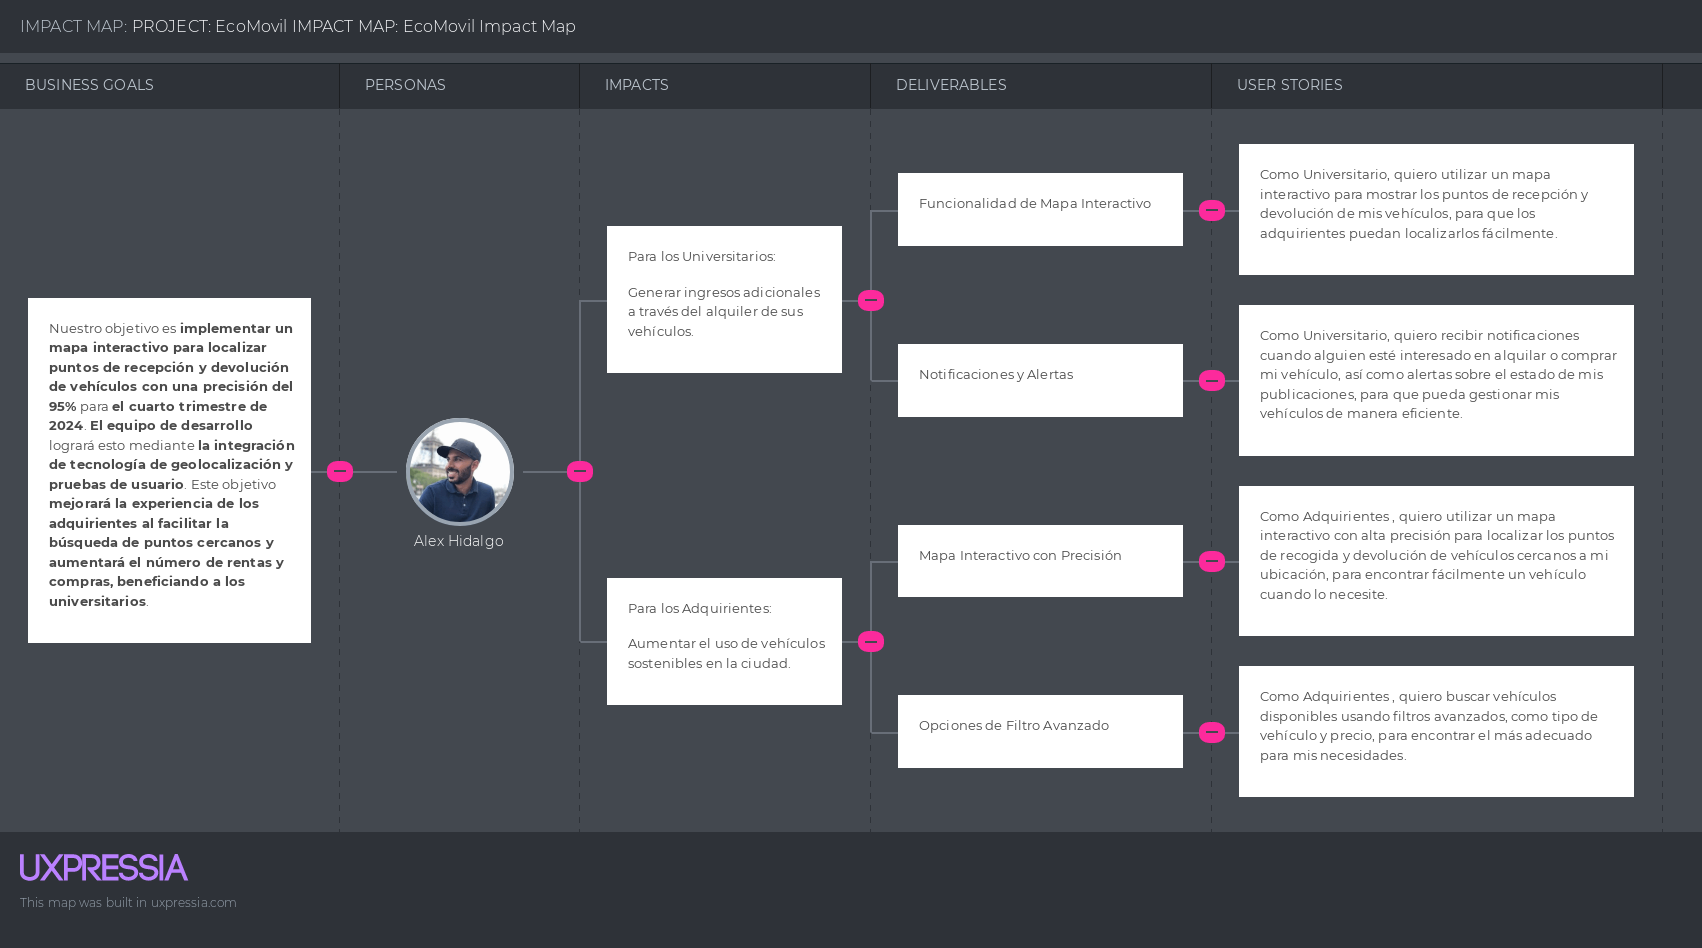 IMPACT MAP: PROJECT: EcoMovil IMPACT MAP: EcoMovil Impact Map
BUSINESS GOALS
PERSONAS
IMPACTS
DELIVERABLES
USER STORIES
Nuestro objetivo es implementar un
mapa interactivo para localizar
puntos de recepción y devolución
de vehículos con una precisión del
95% para el cuarto trimestre de
2024. El equipo de desarrollo
logrará esto mediante la integración
de tecnología de geolocalización y
pruebas de usuario. Este objetivo
mejorará la experiencia de los
adquirientes al facilitar la
búsqueda de puntos cercanos y
aumentará el número de rentas y
compras, beneficiando a los
universitarios.
Alex Hidalgo
Para los Universitarios:
Generar ingresos adicionales
a través del alquiler de sus
vehículos.
Para los Adquirientes:
Aumentar el uso de vehículos
sostenibles en la ciudad.
Funcionalidad de Mapa Interactivo
Notificaciones y Alertas
Mapa Interactivo con Precisión
Opciones de Filtro Avanzado
Como Universitario, quiero utilizar un mapa
interactivo para mostrar los puntos de recepción y
devolución de mis vehículos, para que los
adquirientes puedan localizarlos fácilmente.
Como Universitario, quiero recibir notificaciones
cuando alguien esté interesado en alquilar o comprar
mi vehículo, así como alertas sobre el estado de mis
publicaciones, para que pueda gestionar mis
vehículos de manera eficiente.
Como Adquirientes , quiero utilizar un mapa
interactivo con alta precisión para localizar los puntos
de recogida y devolución de vehículos cercanos a mi
ubicación, para encontrar fácilmente un vehículo
cuando lo necesite.
Como Adquirientes , quiero buscar vehículos
disponibles usando filtros avanzados, como tipo de
vehículo y precio, para encontrar el más adecuado
para mis necesidades.
UXPRESSIA
This map was built in uxpressia.com